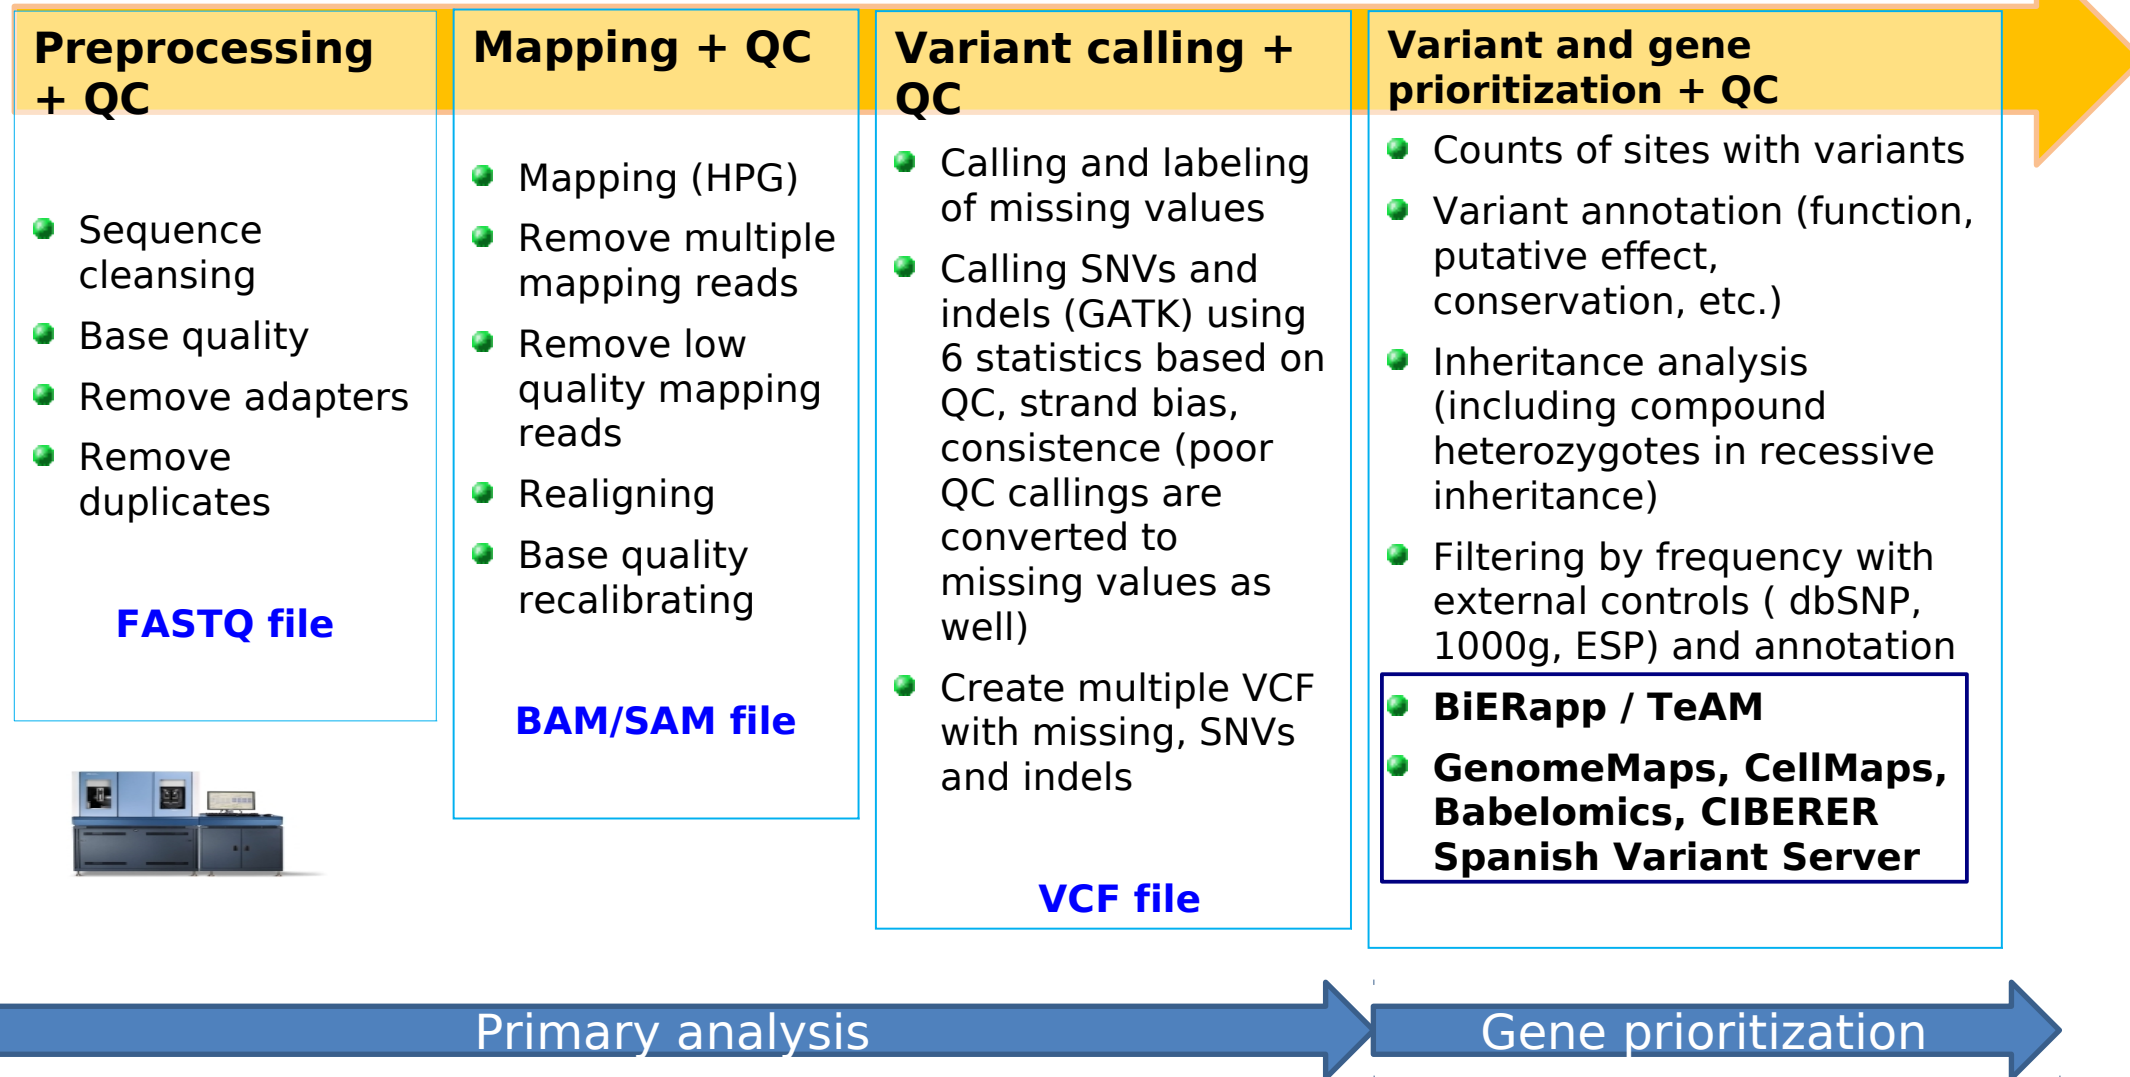 Preprocessing
+ QC
Sequence
cleansing
Base quality
Remove adapters
Remove
duplicates
FASTQ file
Mapping + QC
Mapping (HPG)
Remove multiple
mapping reads
Remove low
quality mapping
reads
Realigning
Base quality
recalibrating
BAM/SAM file
Variant calling +
QC
Calling and labeling
of missing values
Calling SNVs and
indels (GATK) using
6 statistics based on
QC, strand bias,
consistence (poor
QC callings are
converted to
missing values as
well)
Create multiple VCF
with missing, SNVs
and indels
VCF file
Variant and gene
prioritization + QC
Counts of sites with variants
Variant annotation (function,
putative effect,
conservation, etc.)
Inheritance analysis
(including compound
heterozygotes in recessive
inheritance)
Filtering by frequency with
external controls ( dbSNP,
1000g, ESP) and annotation
BiERapp / TeAM
GenomeMaps, CellMaps,
Babelomics, CIBERER
Spanish Variant Server
Primary analysis
Gene prioritization